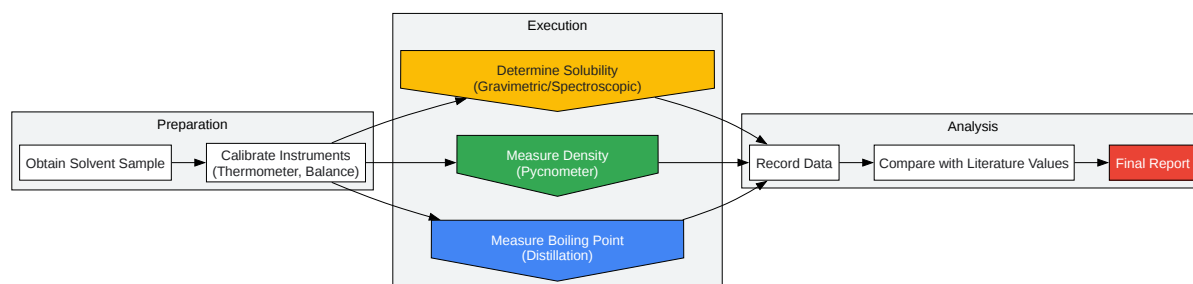 Preparation
Obtain Solvent Sample
Calibrate Instruments
(Thermometer, Balance)
Execution
Determine Solubility
(Gravimetric/Spectroscopic)
Measure Density
(Pycnometer)
Measure Boiling Point
(Distillation)
Analysis
Record Data
Compare with Literature Values
Final Report